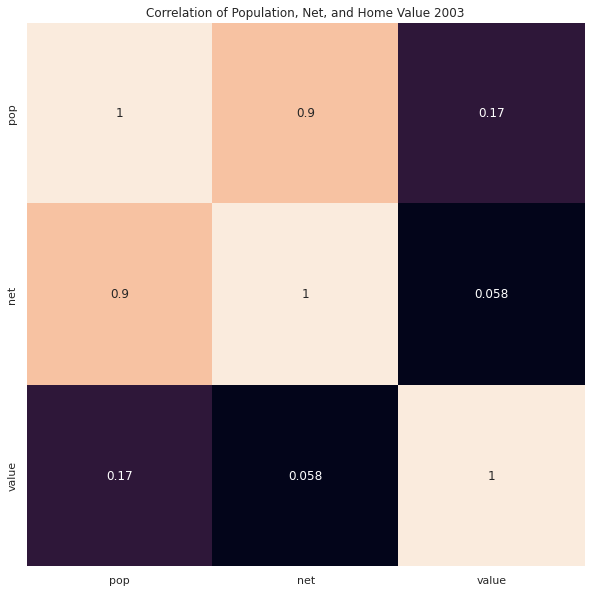 Correlation of Population, Net, and Home Value 2003
pop
1
0.9
0.17
net
0.9
1
0.058
value
0.17
0.058
1
pop
net
value